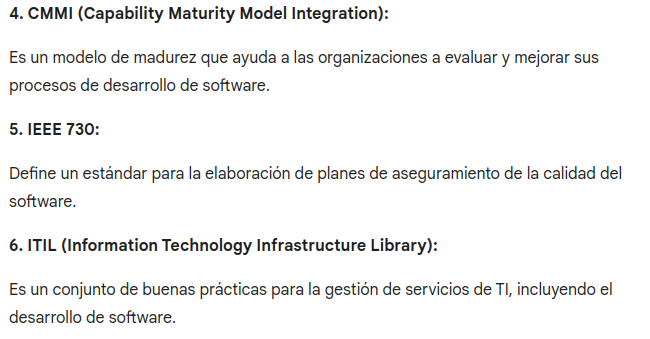 4. CMMI (Capability Maturity Model Integration):
Es un modelo de madurez que ayuda a las organizaciones a evaluar y mejorar sus
procesos de desarrollo de software.
5. IEEE 730:
Define un estándar para la elaboración de planes de aseguramiento de la calidad del
software.
6. ITIL (Information Technology Infrastructure Library):
Es un conjunto de buenas prácticas para la gestión de servicios de TI, incluyendo el
desarrollo de software.